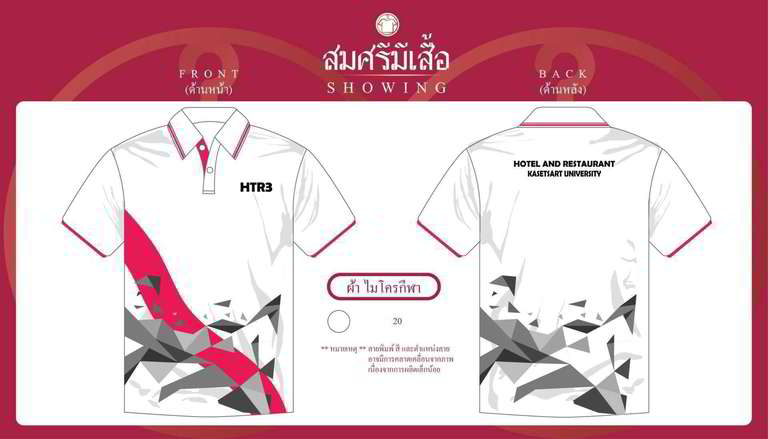 สมศรีมีเสื้อ
SHOWING
FRONT
(ด้านหน้า)
BACK
(ด้านหลัง)
HTR3
HOTEL AND RESTAURANT
KASETSART UNIVERSITY
ผ้า ไมโครกีฬา
20
** หมายเหตุ ** ลายพิมพ์ สี และตำแหน่งลาย
อาจมีการคลาดเคลื่อนจากภาพ
เนื่องจากการผลิตเล็กน้อย